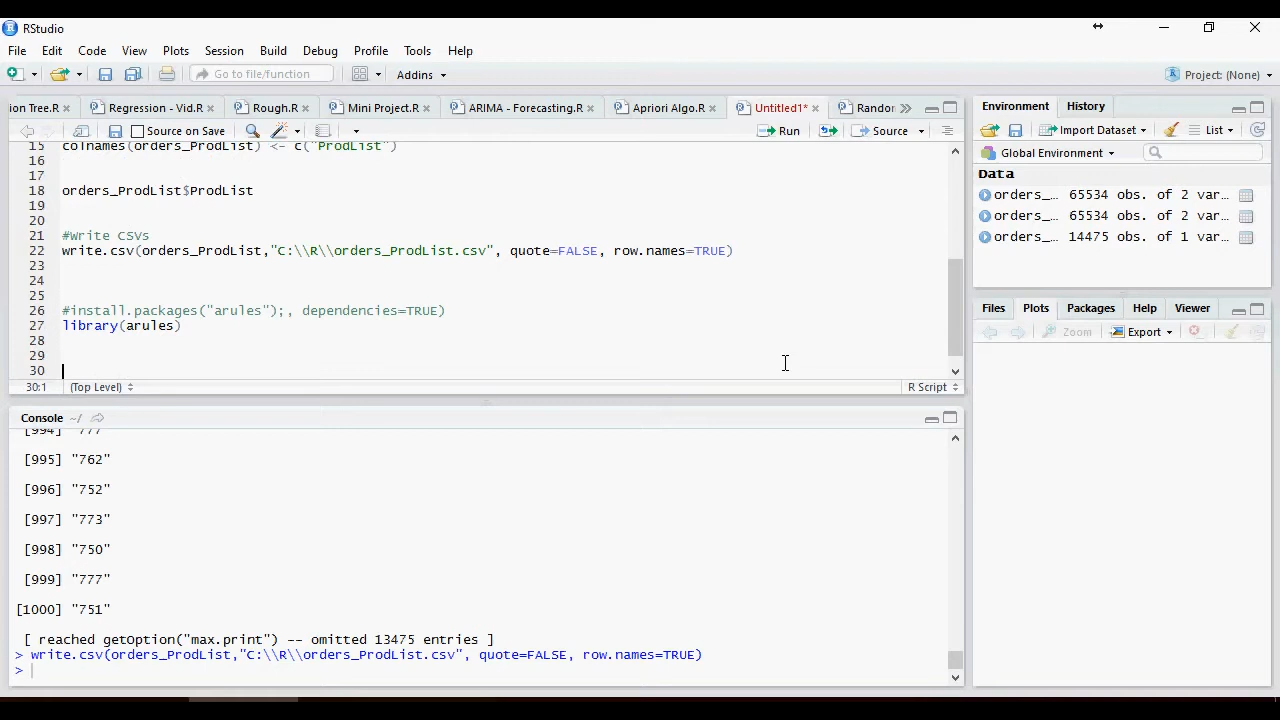 RStudio
File Edit Code View Plots Session Build Debug Profile Tools Help
Go to file/function Addins Project: (None)
ion Tree.R Regression - Vid.R Rough.R Mini Project.R ARIMA - Forecasting.R Apriori Algo.R Untitled1* Randor
Source on Save Run Source
15 colnames(orders_ProdList) <- c("ProdList")
16
17
18 orders_ProdList$ProdList
19
20
21 #Write CSVs
22 write.csv(orders_ProdList,"C:\\R\\orders_ProdList.csv", quote=FALSE, row.names=TRUE)
23
24
25
26 #install.packages("arules");, dependencies=TRUE)
27 library(arules)
28
29
30
30:1 (Top Level) R Script
Console ~/
[994] "777"
[995] "762"
[996] "752"
[997] "773"
[998] "750"
[999] "777"
[1000] "751"
[ reached getOption("max.print") -- omitted 13475 entries ]
> write.csv(orders_ProdList,"C:\\R\\orders_ProdList.csv", quote=FALSE, row.names=TRUE)
>
Environment History
Import Dataset List
Global Environment
Data
orders_... 65534 obs. of 2 var...
orders_... 65534 obs. of 2 var...
orders_... 14475 obs. of 1 var...
Files Plots Packages Help Viewer
Zoom Export